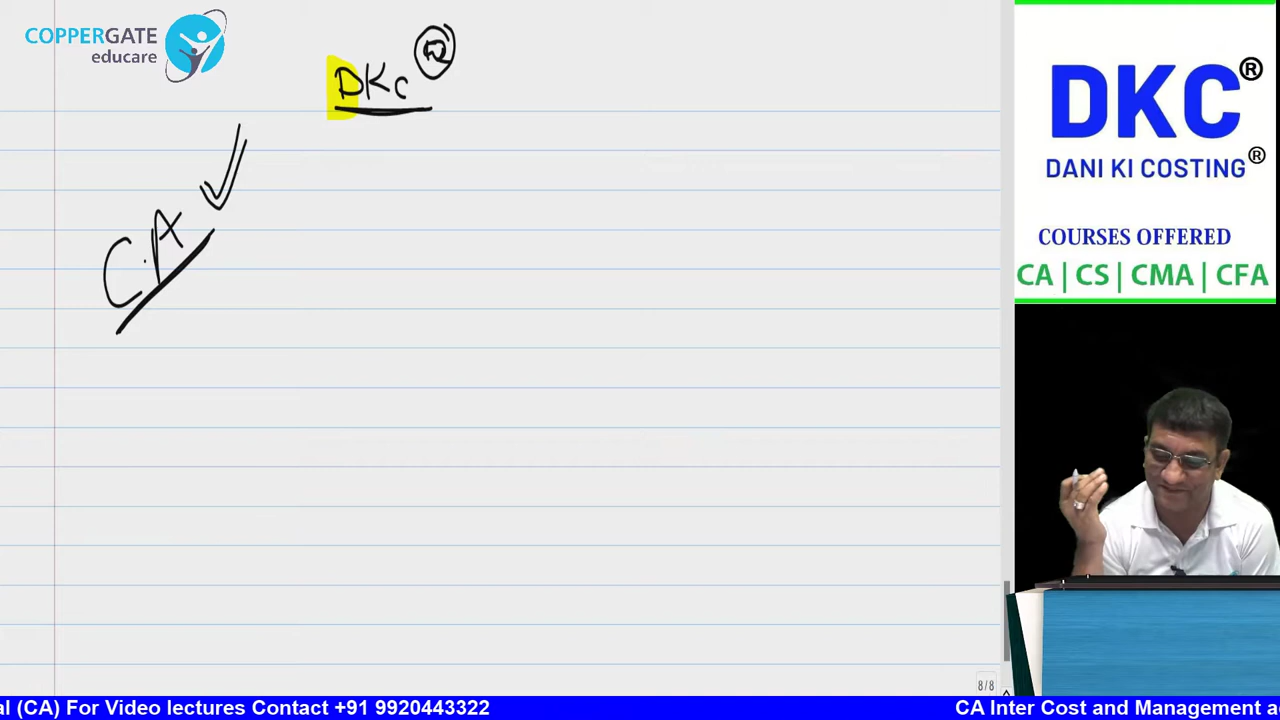 COPPERGATE
educare
DKC ®
C.A
DKC®
DANI KI COSTING®
COURSES OFFERED
CA | CS | CMA | CFA
8/8
al (CA) For Video lectures Contact +91 9920443322 CA Inter Cost and Management a